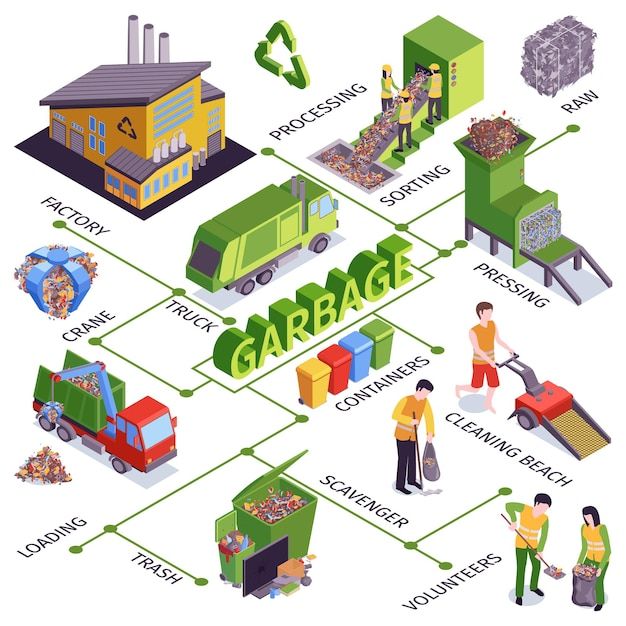 PROCESSING
RAW
SORTING
FACTORY
TRUCK
PRESSING
CRANE
GARBAGE
CONTAINERS
CLEANING BEACH
SCAVENGER
LOADING
TRASH
VOLUNTEERS